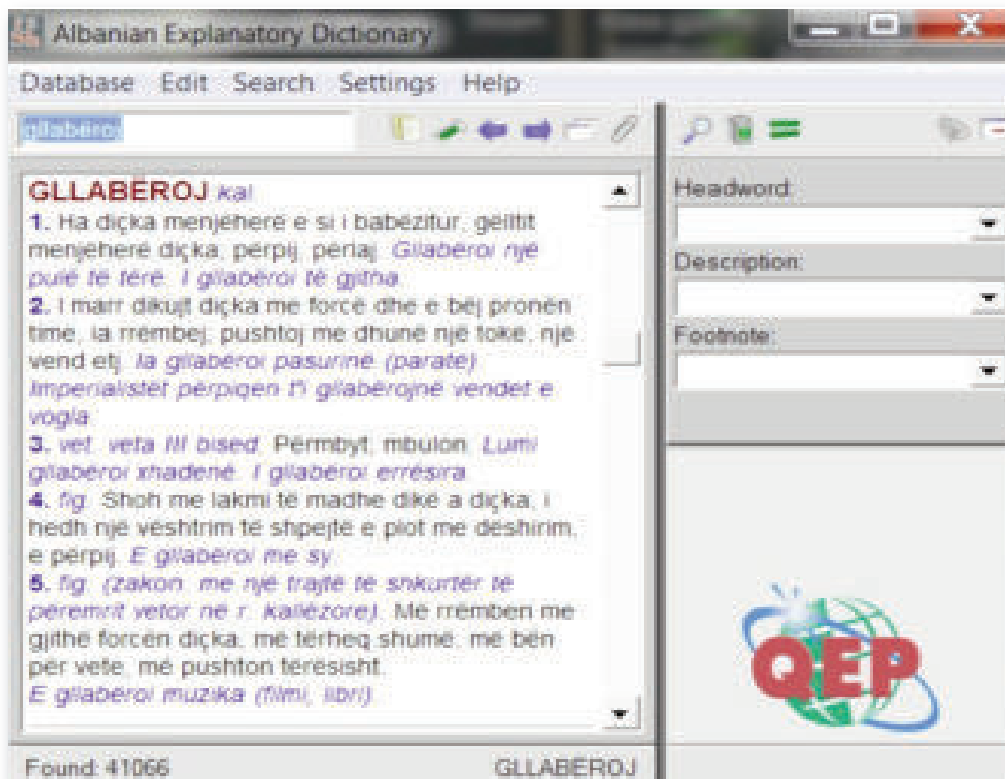 Albanian Explanatory Dictionary
Database Edit Search Settings Help
gllabëroj
GLLABËROJ kal.
1. Ha diçka menjëherë e si i babëzitur, gëlltit
menjëherë diçka, përpij, përlaj. Gllabëroi një
pulë të tërë. I gllabëroi të gjitha.
2. I marr dikujt diçka me forcë dhe e bëj pronën
time, ia rrëmbej; pushtoj me dhunë një tokë, një
vend etj. Ia gllabëroi pasurinë (paratë).
Imperialistët përpiqen t'i gllabërojnë vendet e
vogla.
3. vet. veta III bised. Përmbyt, mbulon. Lumi
gllabëroi xhadenë. I gllabëroi errësira.
4. fig. Shoh me lakmi të madhe dikë a diçka, i
hedh një vështrim të shpejtë e plot me dëshirim,
e përpij. E gllabëroi me sy.
5. fig. (zakon. me një trajtë të shkurtër të
përemrit vetor në r. kallëzore). Më rrëmben me
gjithë forcën diçka, më tërheq shumë, më bën
për vete, më pushton tërësisht.
E gllabëroi muzika (filmi, libri).
Found: 41066
GLLABËROJ
Headword:
Description:
Footnote:
QEP